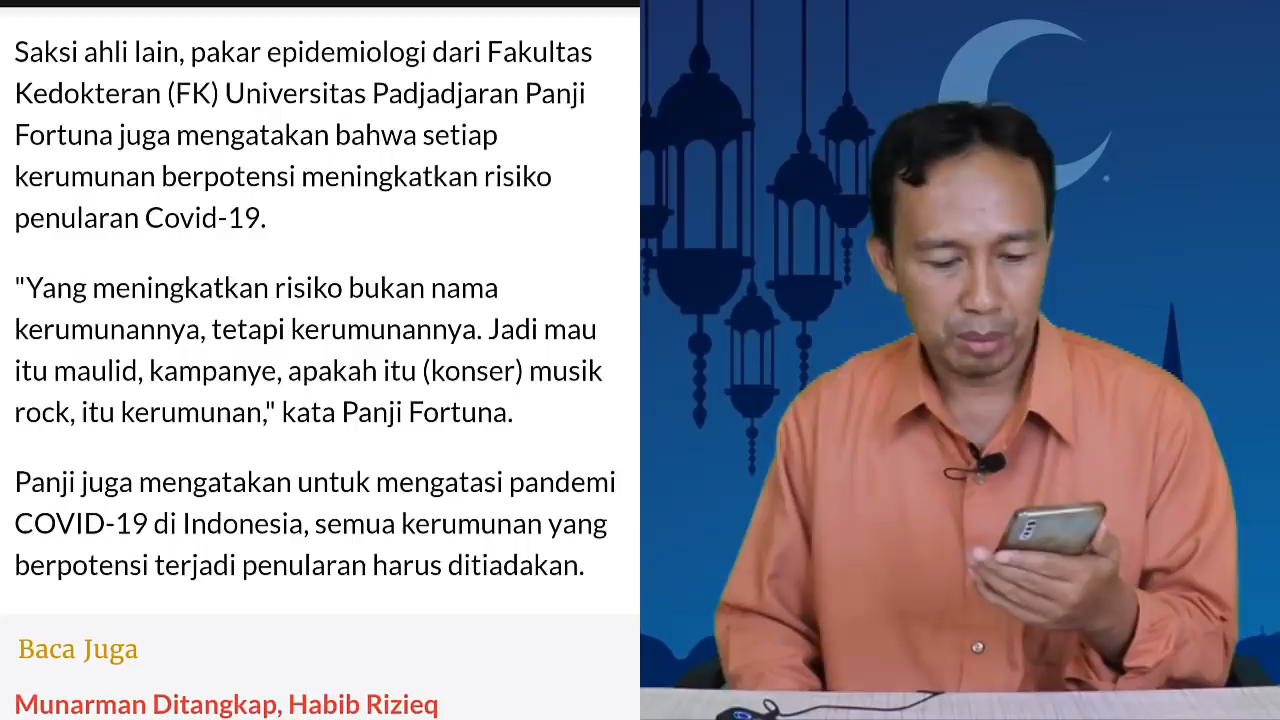 Saksi ahli lain, pakar epidemiologi dari Fakultas
Kedokteran (FK) Universitas Padjadjaran Panji
Fortuna juga mengatakan bahwa setiap
kerumunan berpotensi meningkatkan risiko
penularan Covid-19.
"Yang meningkatkan risiko bukan nama
kerumunannya, tetapi kerumunannya. Jadi mau
itu maulid, kampanye, apakah itu (konser) musik
rock, itu kerumunan," kata Panji Fortuna.
Panji juga mengatakan untuk mengatasi pandemi
COVID-19 di Indonesia, semua kerumunan yang
berpotensi terjadi penularan harus ditiadakan.
Baca Juga
Munarman Ditangkap, Habib Rizieq